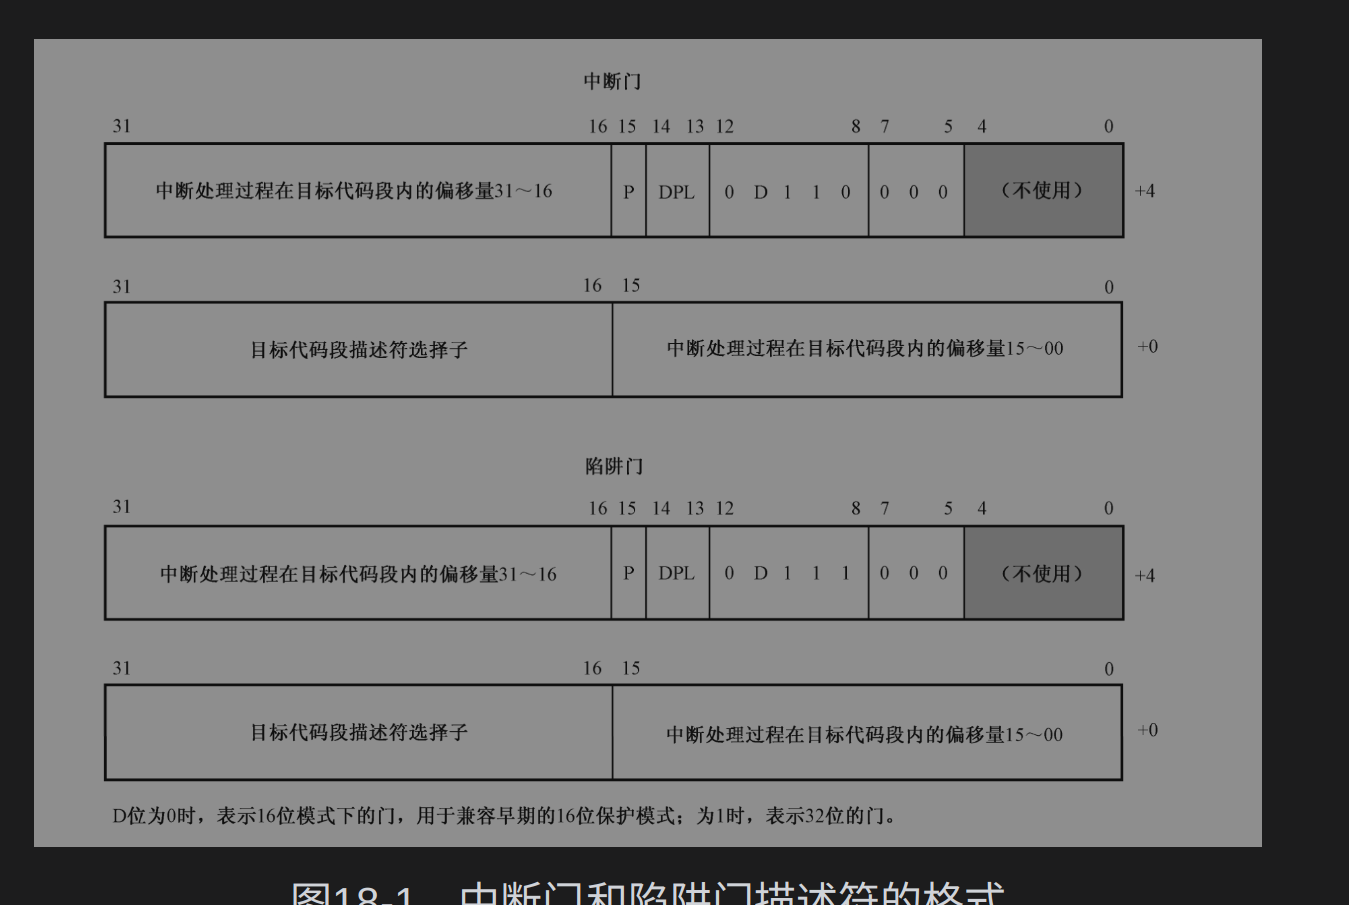 中断门
31 16 15 14 13 12 8 7 5 4 0
中断处理过程在目标代码段内的偏移量31～16 P DPL 0 D 1 1 0 0 0 0 （不使用） +4
31 16 15 0
目标代码段描述符选择子 中断处理过程在目标代码段内的偏移量15～00 +0
陷阱门
31 16 15 14 13 12 8 7 5 4 0
中断处理过程在目标代码段内的偏移量31～16 P DPL 0 D 1 1 1 0 0 0 （不使用） +4
31 16 15 0
目标代码段描述符选择子 中断处理过程在目标代码段内的偏移量15～00 +0
D位为0时，表示16位模式下的门，用于兼容早期的16位保护模式；为1时，表示32位的门。
图18-1 中断门和陷阱门描述符的格式